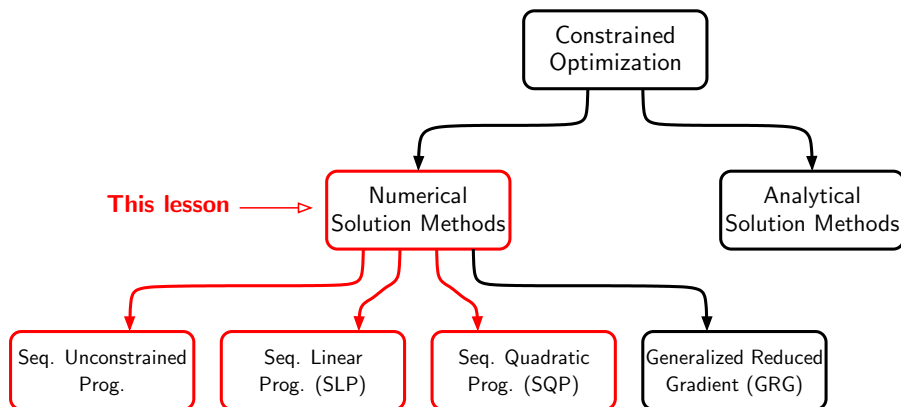 Constrained
Optimization
This lesson
Numerical
Solution Methods
Analytical
Solution Methods
Seq. Unconstrained
Prog.
Seq. Linear
Prog. (SLP)
Seq. Quadratic
Prog. (SQP)
Generalized Reduced
Gradient (GRG)